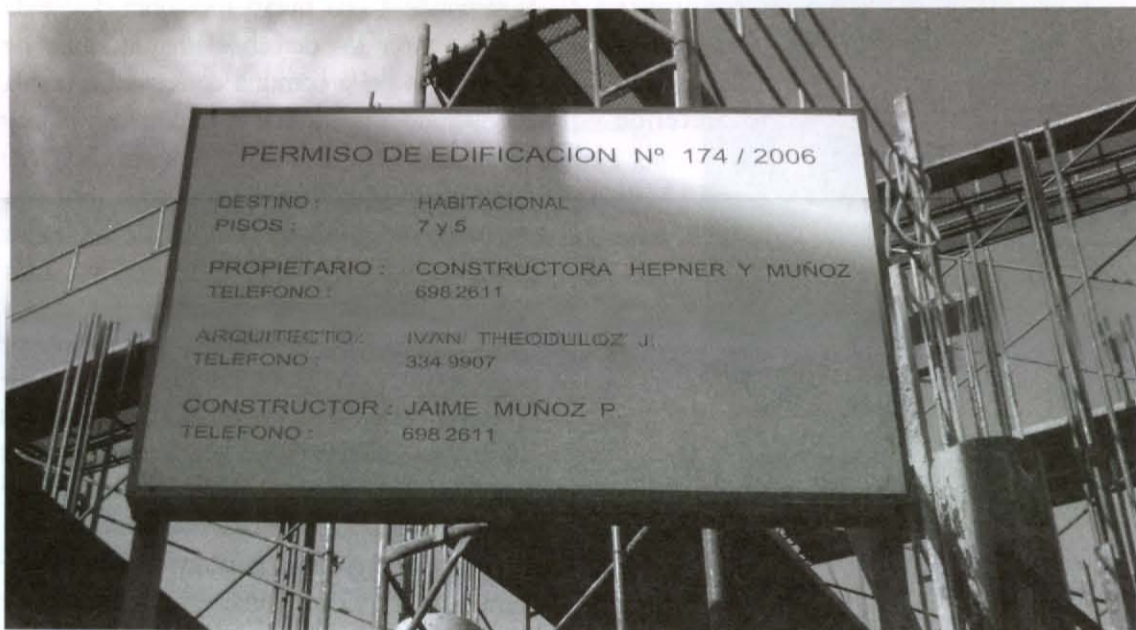 PERMISO DE EDIFICACION Nº 174 / 2006
DESTINO : HABITACIONAL
PISOS : 7 y 5
PROPIETARIO : CONSTRUCTORA HEPNER Y MUÑOZ
TELEFONO : 698 2611
ARQUITECTO : IVAN THEODULOZ J.
TELEFONO : 334 9907
CONSTRUCTOR : JAIME MUÑOZ P.
TELEFONO : 698 2611